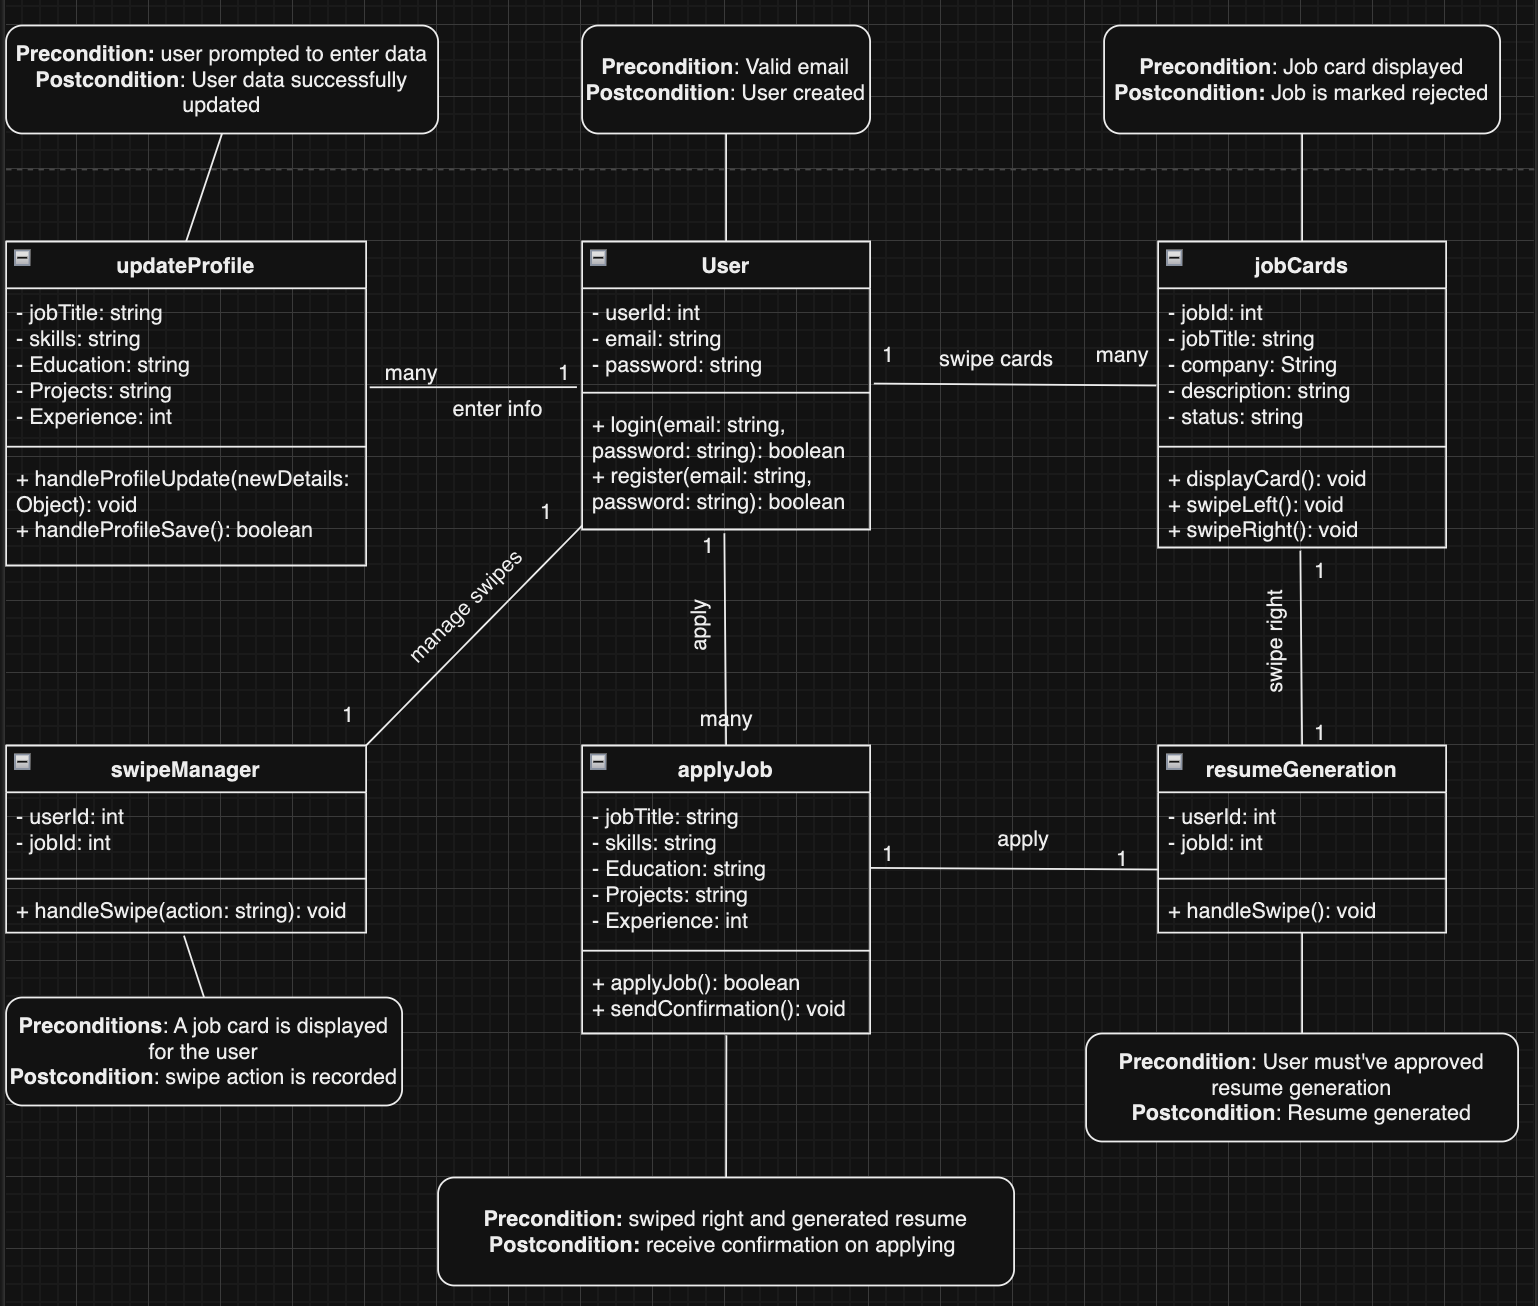 Precondition: user prompted to enter data
Postcondition: User data successfully
updated
Precondition: Valid email
Postcondition: User created
Precondition: Job card displayed
Postcondition: Job is marked rejected
updateProfile
- jobTitle: string
- skills: string
- Education: string
- Projects: string
- Experience: int
+ handleProfileUpdate(newDetails:
Object): void
+ handleProfileSave(): boolean
many
1
enter info
User
- userId: int
- email: string
- password: string
+ login(email: string,
password: string): boolean
+ register(email: string,
password: string): boolean
1
swipe cards
many
jobCards
- jobId: int
- jobTitle: string
- company: String
- description: string
- status: string
+ displayCard(): void
+ swipeLeft(): void
+ swipeRight(): void
1
manage swipes
1
1
apply
many
1
swipe right
1
swipeManager
- userId: int
- jobId: int
+ handleSwipe(action: string): void
applyJob
- jobTitle: string
- skills: string
- Education: string
- Projects: string
- Experience: int
+ applyJob(): boolean
+ sendConfirmation(): void
1
apply
1
resumeGeneration
- userId: int
- jobId: int
+ handleSwipe(): void
Preconditions: A job card is displayed
for the user
Postcondition: swipe action is recorded
Precondition: User must've approved
resume generation
Postcondition: Resume generated
Precondition: swiped right and generated resume
Postcondition: receive confirmation on applying